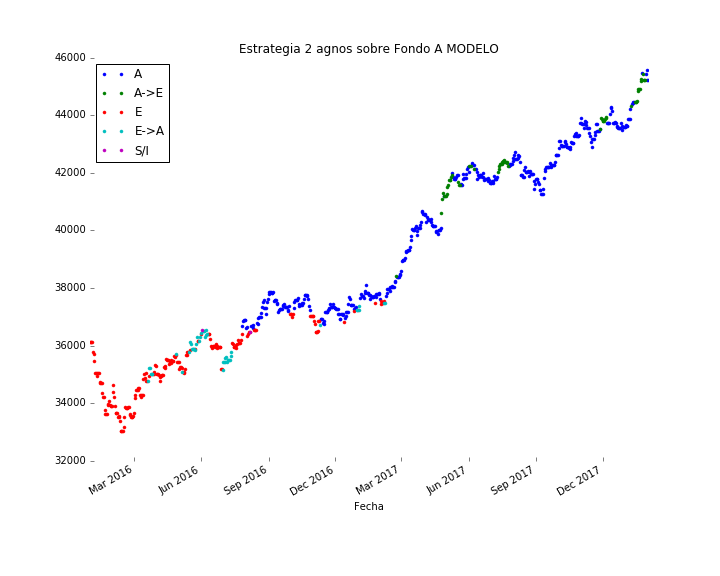 Estrategia 2 agnos sobre Fondo A MODELO
46000
44000
42000
40000
38000
36000
34000
32000
A
A->E
E
E->A
S/I
Mar 2016
Jun 2016
Sep 2016
Dec 2016
Mar 2017
Jun 2017
Sep 2017
Dec 2017
Fecha